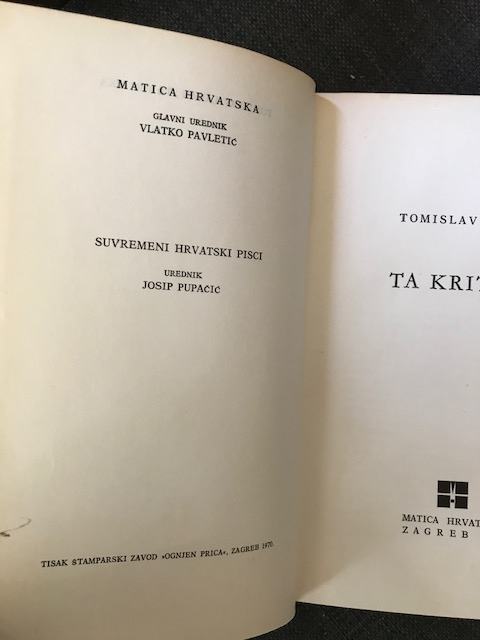 MATICA HRVATSKA
GLAVNI UREDNIK
VLATKO PAVLETIĆ
SUVREMENI HRVATSKI PISCI
UREDNIK
JOSIP PUPAČIĆ
TISAK ŠTAMPARSKI ZAVOD »OGNJEN PRICA«, ZAGREB 1970.
TOMISLAV
TA KRIT
MATICA HRVAT
ZAGREB